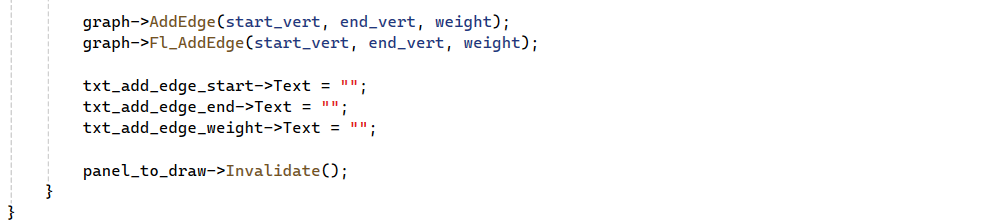 graph->AddEdge(start_vert, end_vert, weight);
graph->Fl_AddEdge(start_vert, end_vert, weight);
txt_add_edge_start->Text = "";
txt_add_edge_end->Text = "";
txt_add_edge_weight->Text = "";
panel_to_draw->Invalidate();
}
}